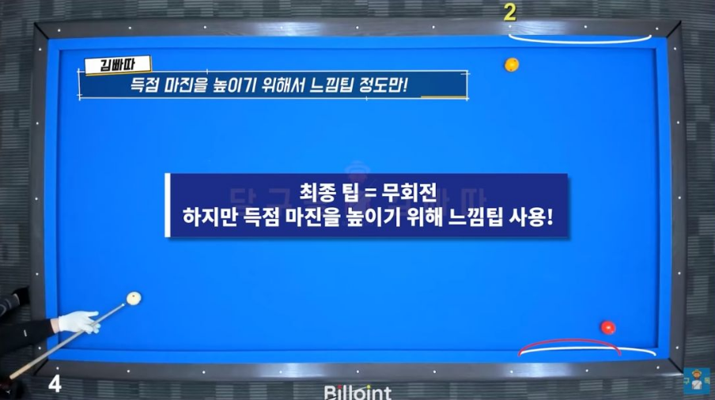 2
김빠따
득점 마진을 높이기 위해서 느낌팁 정도만!
최종 팁 = 무회전
하지만 득점 마진을 높이기 위해 느낌팁 사용!
4
Billoint